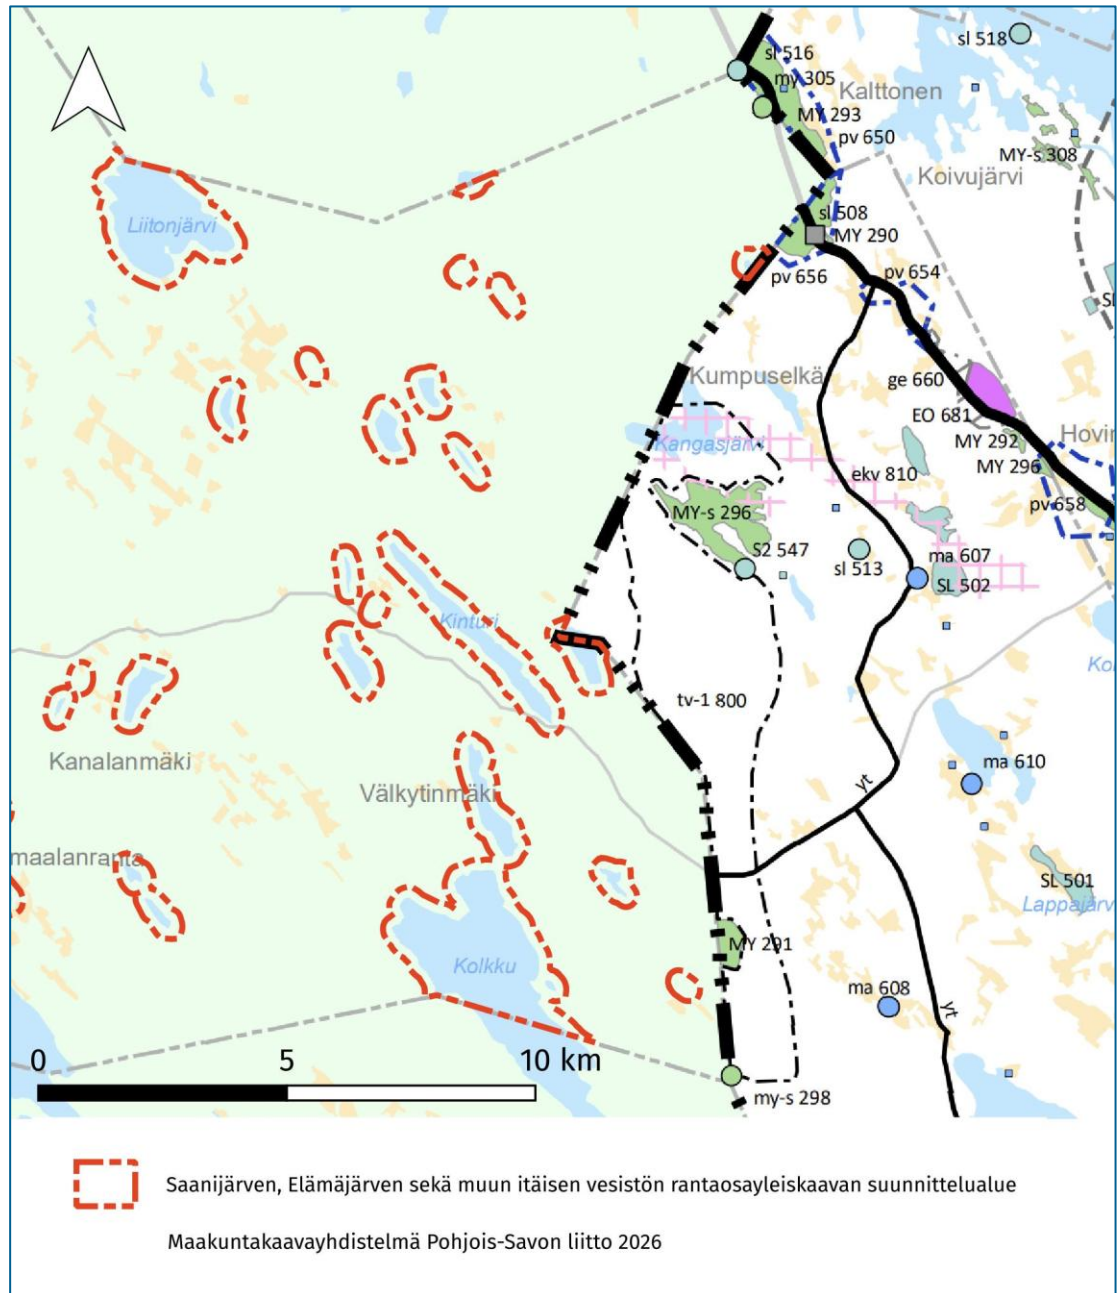 sl 518
sl 516
my 305
Kalttonen
MY 293
pv 650
MY-s 308
Koivujärvi
Liitonjärvi
sl 508
MY 290
pv 656
pv 654
Kumpuselkä
ge 660
EO 681
MY 292
Kangasjärvi
ekv 810
MY 296
pv 658
MY-s 296
S2 547
sl 513
ma 607
SL 502
Kinturi
tv-1 800
Kanalanmäki
Välkytinmäki
yt
ma 610
maalanranta
SL 501
MY 291
Kolkku
ma 608
yt
my-s 298
0 5 10 km
Saanijärven, Elämäjärven sekä muun itäisen vesistön rantaosayleiskaavan suunnittelualue
Maakuntakaavayhdistelmä Pohjois-Savon liitto 2026